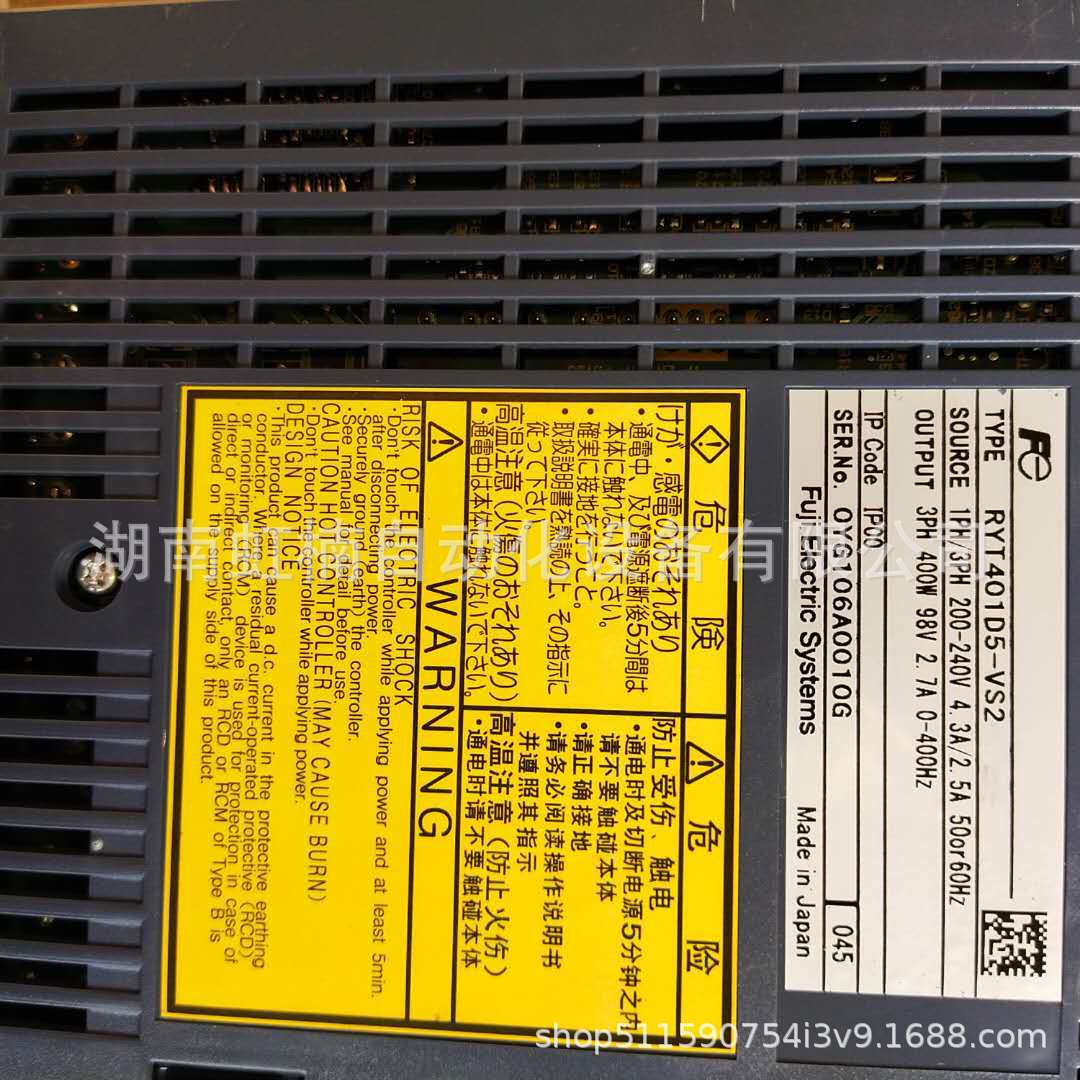 Fe
TYPE RYT401D5-VS2
SOURCE 1PH/3PH 200-240V 4.3A/2.5A 50or60Hz
OUTPUT 3PH 400W 98V 2.7A 0-400Hz
IP Code IP00
SER.No. 0YG106A0010G 045
Fuji Electric Systems Made in Japan
危険
けが・感電のおそれあり
・通電中、及び電源遮断後5分間は
本体に触れないで下さい。
・確実に接地を行うこと。
・取扱説明書を熟読の上、その指示に
従って下さい。
高温注意(火傷のおそれあり)
・通電中は本体に触れないで下さい。
危险
防止受伤、触电
・通电时及切断电源5分钟之内
请不要触碰本体
・请正确接地
・请务必阅读操作说明书
并遵照其指示
高温注意(防止火伤)
・通电时请不要触碰本体
WARNING
RISK OF ELECTRIC SHOCK
・Don't touch the controller while applying power and at least 5min.
after disconnecting power.
・Securely ground(earth) the controller.
・See manual for detail before use.
CAUTION HOT CONTROLLER(MAY CAUSE BURN)
・Don't touch the controller while applying power.
DESIGN NOTICE
・This product can cause a d.c. current in the protective earthing
conductor. Where a residual current-operated protective (RCD)
or monitoring(RCM) device is used for protection in case of
direct or indirect contact, only an RCD or RCM of Type B is
allowed on the supply side of this product.
shop511590754i3v9.1688.com